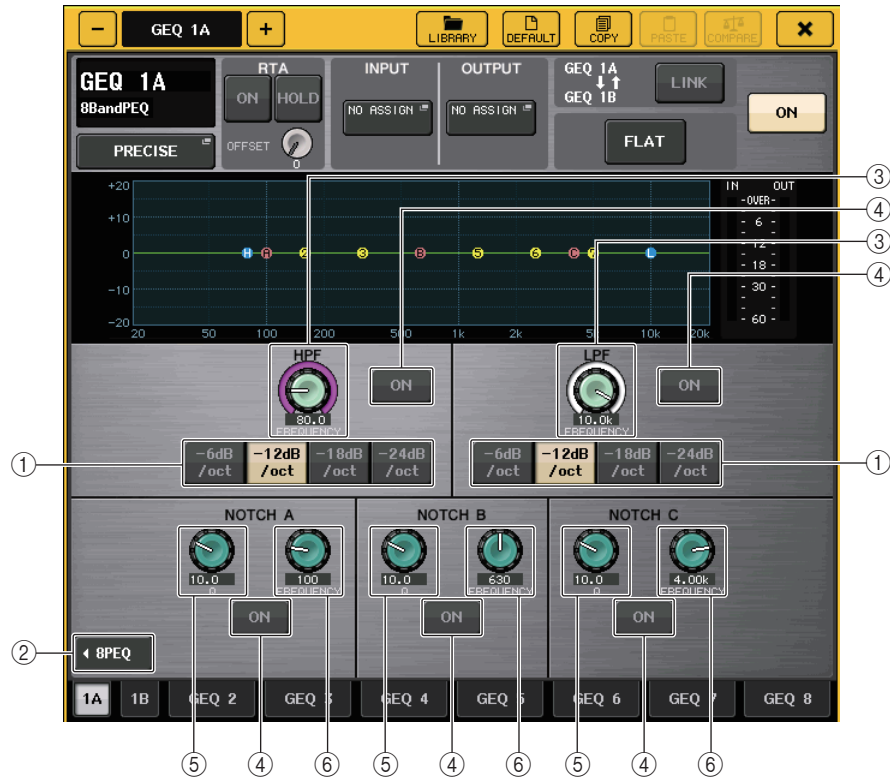 − GEQ 1A + LIBRARY DEFAULT COPY PASTE COMPARE ×
GEQ 1A
8BandPEQ
PRECISE
RTA
ON HOLD
OFFSET
0
INPUT OUTPUT
NO ASSIGN NO ASSIGN
GEQ 1A
↓↑
GEQ 1B
LINK
FLAT
ON
+20
+10
0
−10
−20
20 50 100 200 500 1k 2k 5k 10k 20k
H A 2 3 B 5 6 C 7 L
IN OUT
-OVER-
- 6 -
- 12 -
- 18 -
- 30 -
- 60 -
③
④
③
④
HPF
80.0
FREQUENCY
ON
LPF
10.0k
FREQUENCY
ON
①
−6dB /oct −12dB /oct −18dB /oct −24dB /oct
−6dB /oct −12dB /oct −18dB /oct −24dB /oct
①
NOTCH A
10.0 100
Q FREQUENCY
ON
NOTCH B
10.0 630
Q FREQUENCY
ON
NOTCH C
10.0 4.00k
Q FREQUENCY
ON
② 8PEQ
1A 1B GEQ 2 GEQ 3 GEQ 4 GEQ 5 GEQ 6 GEQ 7 GEQ 8
⑤ ④ ⑥ ⑤ ④ ⑥ ⑤ ④ ⑥